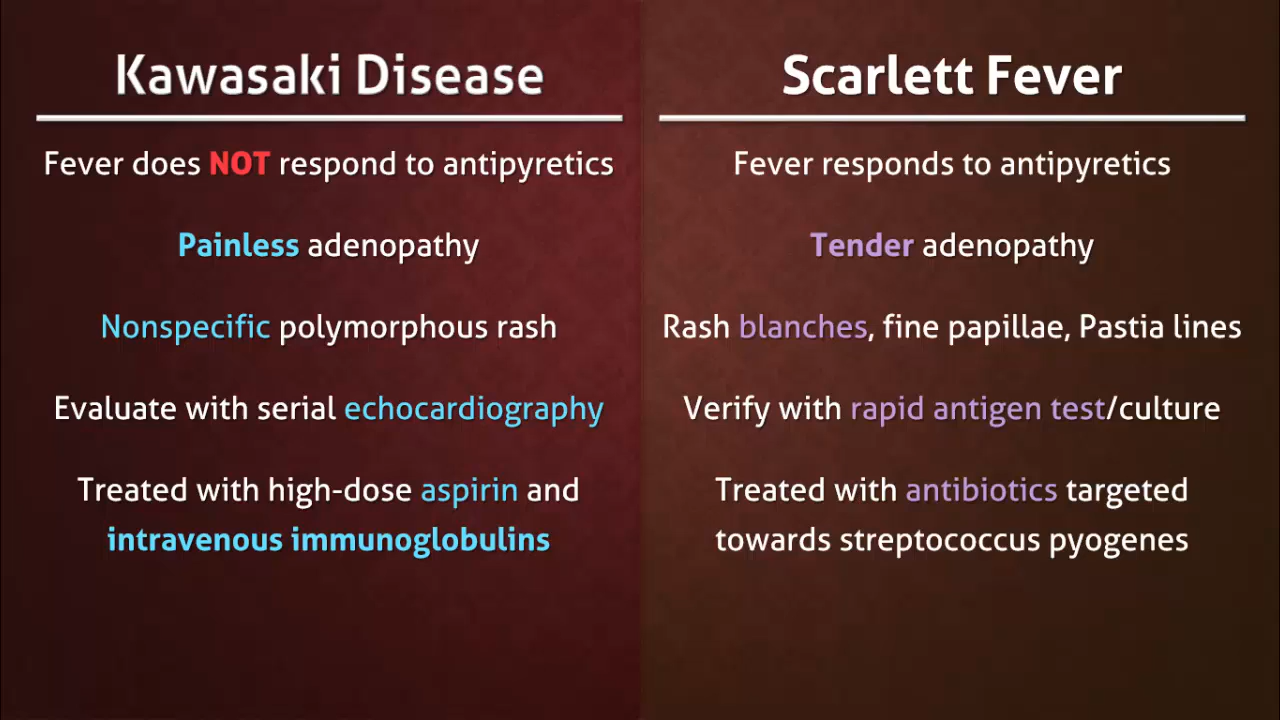 Kawasaki Disease
Fever does NOT respond to antipyretics
Painless adenopathy
Nonspecific polymorphous rash
Evaluate with serial echocardiography
Treated with high-dose aspirin and
intravenous immunoglobulins
Scarlett Fever
Fever responds to antipyretics
Tender adenopathy
Rash blanches, fine papillae, Pastia lines
Verify with rapid antigen test/culture
Treated with antibiotics targeted
towards streptococcus pyogenes